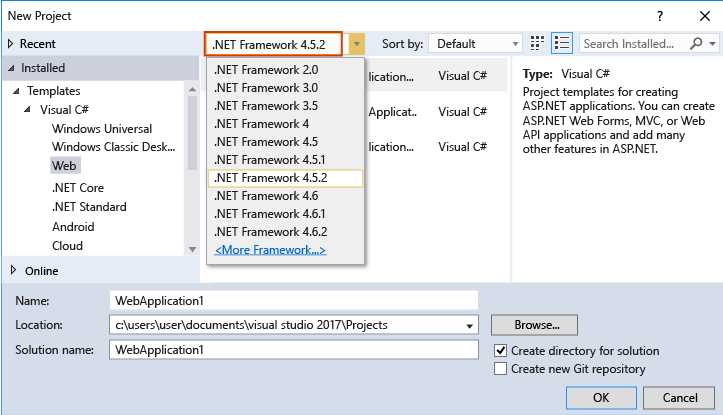 New Project
? ×
Recent
.NET Framework 4.5.2
Sort by: Default
Search Installed...
Installed
Templates
Visual C#
Windows Universal
Windows Classic Desk...
Web
.NET Core
.NET Standard
Android
Cloud
Online
.NET Framework 2.0
.NET Framework 3.0
.NET Framework 3.5
.NET Framework 4
.NET Framework 4.5
.NET Framework 4.5.1
.NET Framework 4.5.2
.NET Framework 4.6
.NET Framework 4.6.1
.NET Framework 4.6.2
<More Framework...>
lication... Visual C#
Applicat.. Visual C#
lication... Visual C#
Type: Visual C#
Project templates for creating
ASP.NET applications. You can create
ASP.NET Web Forms, MVC, or Web
API applications and add many
other features in ASP.NET.
Name: WebApplication1
Location: c:\users\user\documents\visual studio 2017\Projects
Browse...
Solution name: WebApplication1
Create directory for solution
Create new Git repository
OK
Cancel